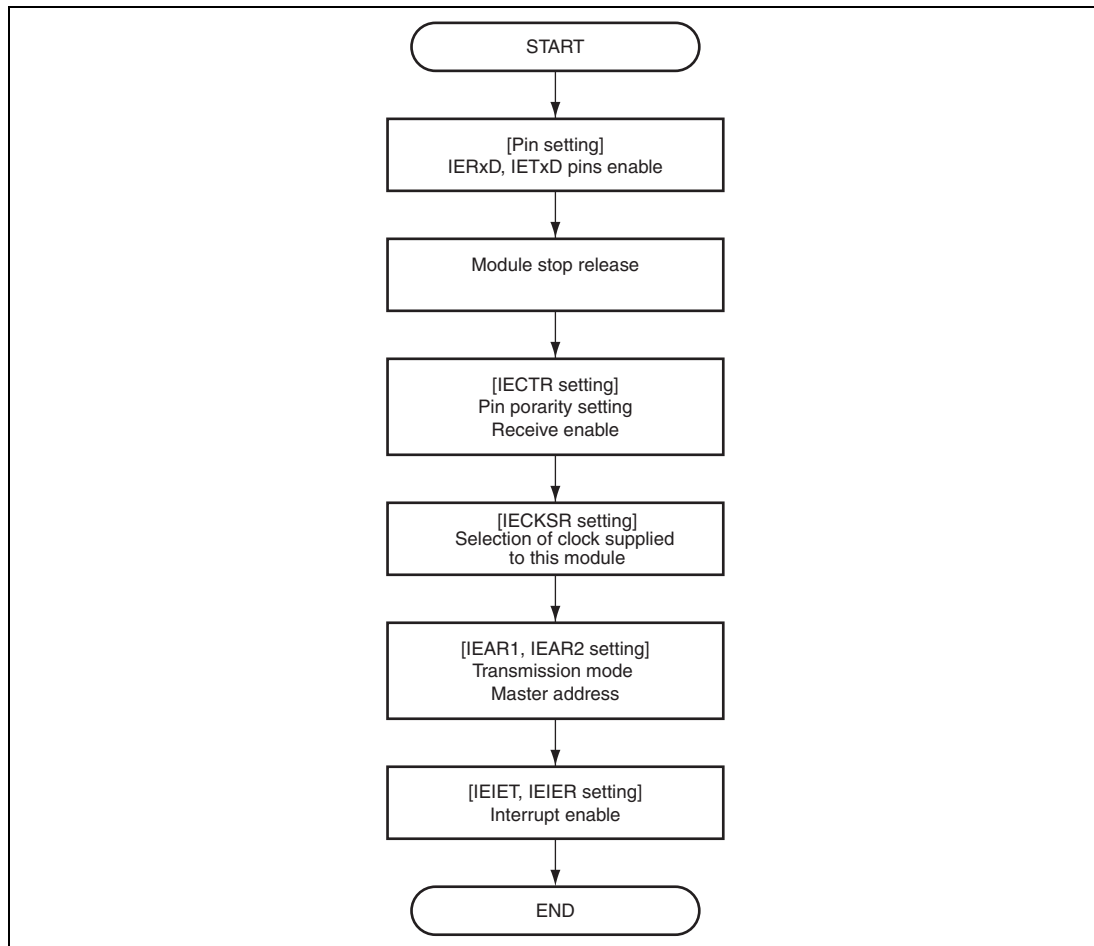 START
[Pin setting]
IERxD, IETxD pins enable
Module stop release
[IECTR setting]
Pin porarity setting
Receive enable
[IECKSR setting]
Selection of clock supplied
to this module
[IEAR1, IEAR2 setting]
Transmission mode
Master address
[IEIET, IEIER setting]
Interrupt enable
END